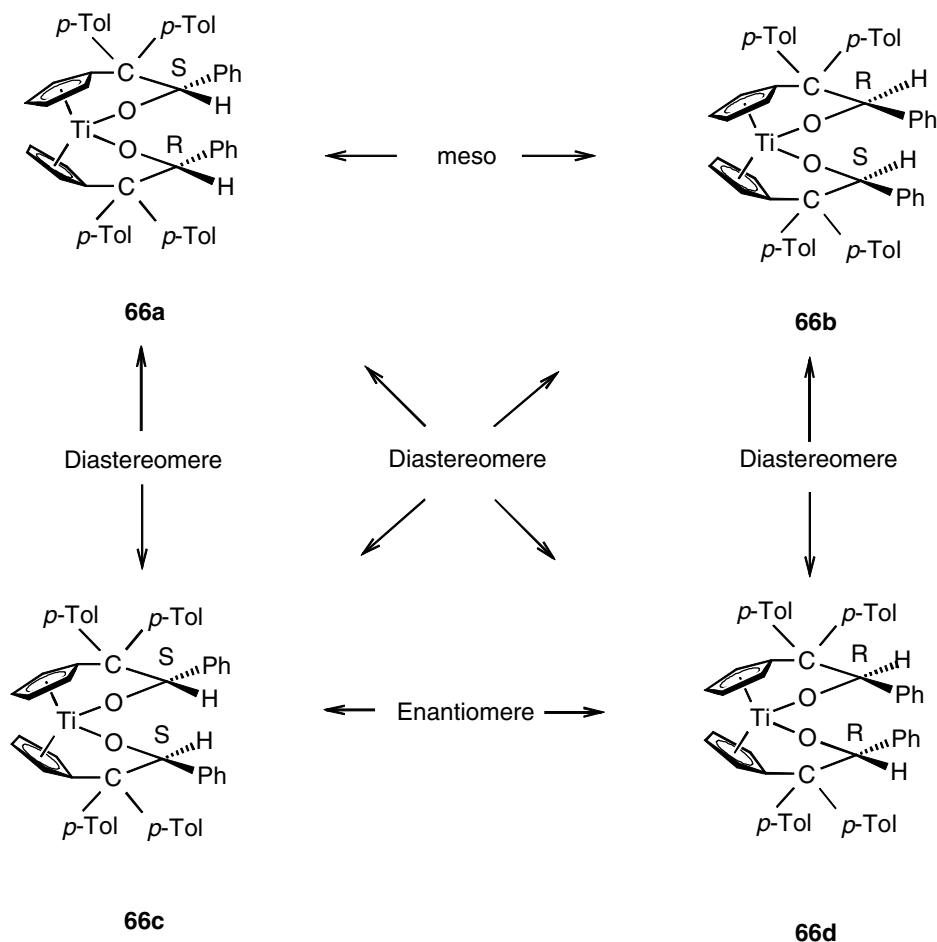 p-Tol p-Tol p-Tol p-Tol
C S Ph C R H
O H O Ph
Ti Ti
O R Ph meso O S H
C H C Ph
p-Tol p-Tol p-Tol p-Tol
66a 66b
Diastereomere Diastereomere Diastereomere
p-Tol p-Tol p-Tol p-Tol
C S Ph C R H
O H O Ph
Ti Enantiomere Ti
O S H O R Ph
C Ph C H
p-Tol p-Tol p-Tol p-Tol
66c 66d